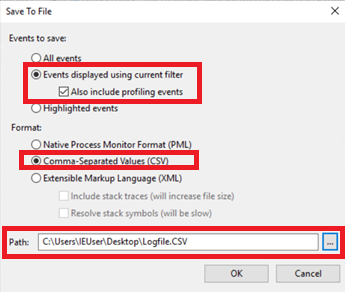 Save To File
Events to save:
All events
Events displayed using current filter
Also include profiling events
Highlighted events
Format:
Native Process Monitor Format (PML)
Comma-Separated Values (CSV)
Extensible Markup Language (XML)
Include stack traces (will increase file size)
Resolve stack symbols (will be slow)
Path: C:\Users\IEUser\Desktop\Logfile.CSV ...
OK Cancel